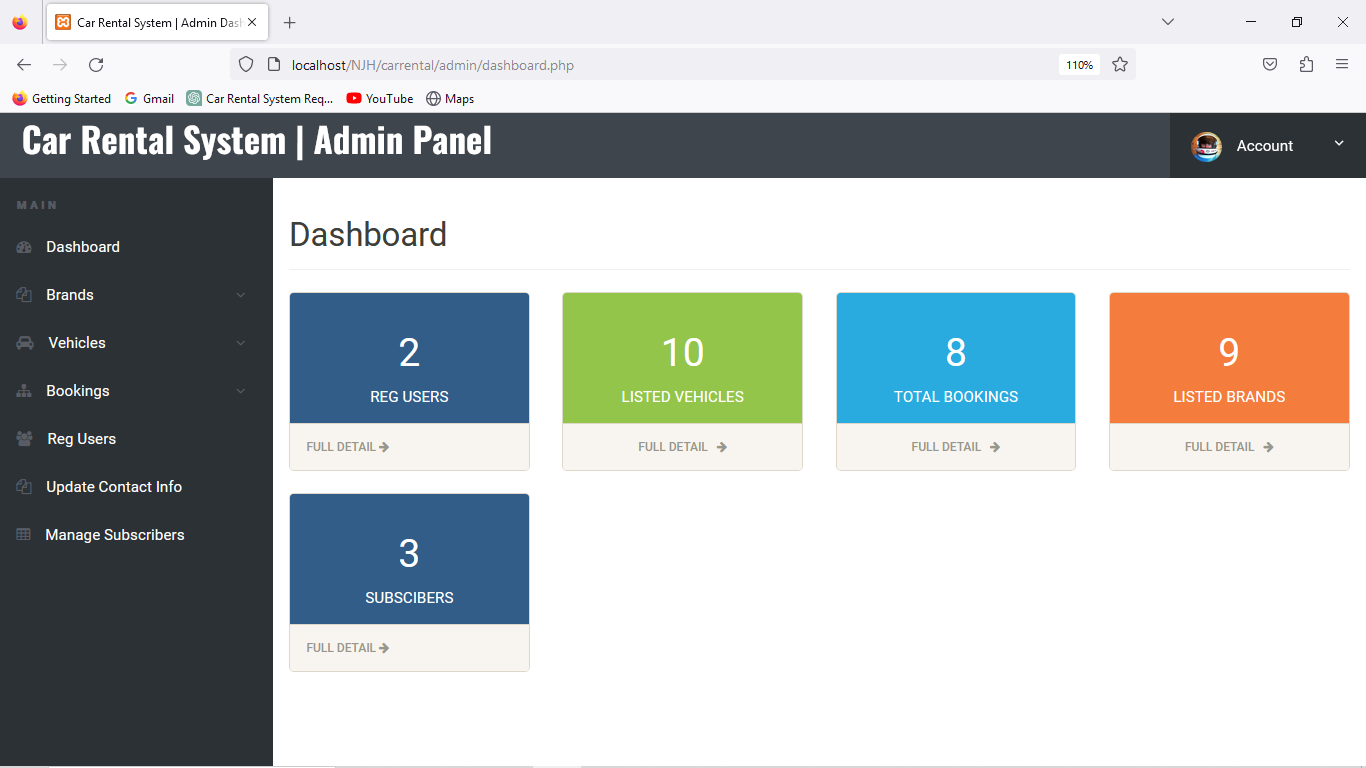 Car Rental System | Admin Das
localhost/NJH/carrental/admin/dashboard.php
110%
Getting Started
Gmail
Car Rental System Req...
YouTube
Maps
Car Rental System | Admin Panel
Account
MAIN
Dashboard
Brands
Vehicles
Bookings
Reg Users
Update Contact Info
Manage Subscribers
Dashboard
2
REG USERS
FULL DETAIL
10
LISTED VEHICLES
FULL DETAIL
8
TOTAL BOOKINGS
FULL DETAIL
9
LISTED BRANDS
FULL DETAIL
3
SUBSCIBERS
FULL DETAIL